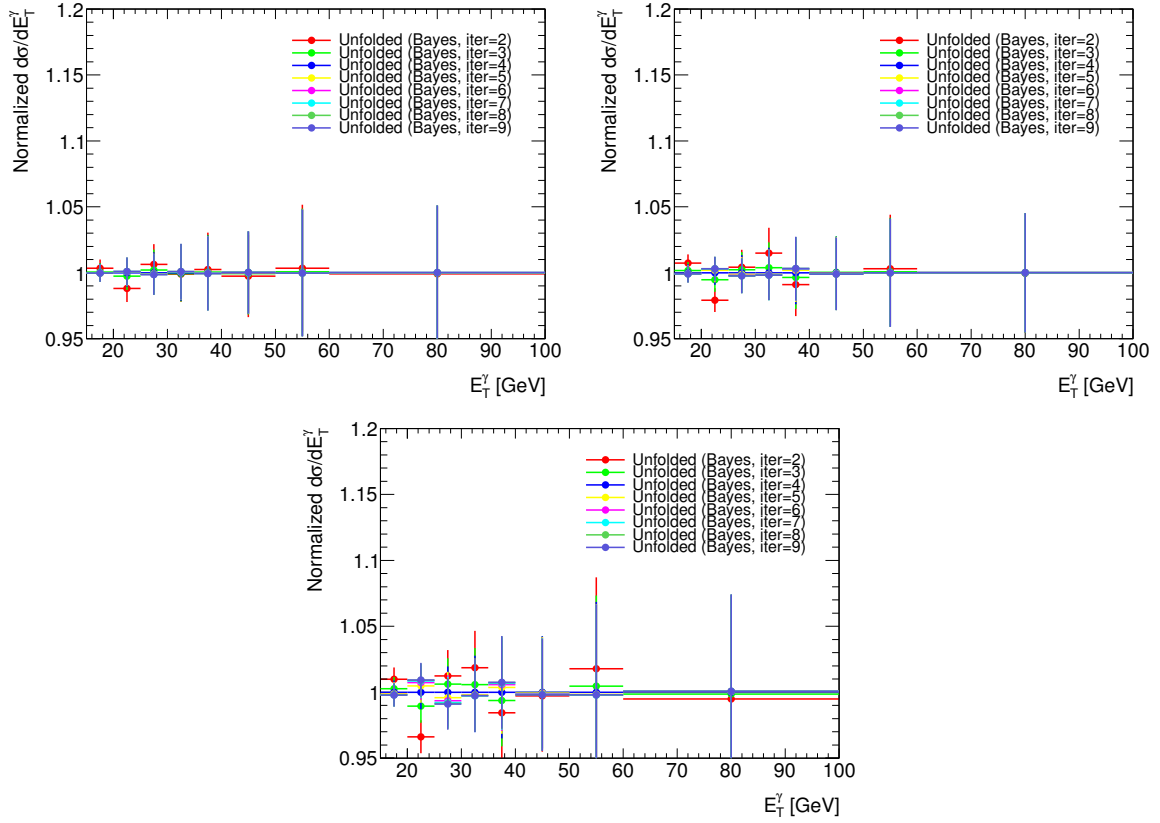 Normalized dσ/dE_T^γ
1.2
1.15
1.1
1.05
1
0.95
Unfolded (Bayes, iter=2)
Unfolded (Bayes, iter=3)
Unfolded (Bayes, iter=4)
Unfolded (Bayes, iter=5)
Unfolded (Bayes, iter=6)
Unfolded (Bayes, iter=7)
Unfolded (Bayes, iter=8)
Unfolded (Bayes, iter=9)
20 30 40 50 60 70 80 90 100
E_T^γ [GeV]
Normalized dσ/dE_T^γ
1.2
1.15
1.1
1.05
1
0.95
Unfolded (Bayes, iter=2)
Unfolded (Bayes, iter=3)
Unfolded (Bayes, iter=4)
Unfolded (Bayes, iter=5)
Unfolded (Bayes, iter=6)
Unfolded (Bayes, iter=7)
Unfolded (Bayes, iter=8)
Unfolded (Bayes, iter=9)
20 30 40 50 60 70 80 90 100
E_T^γ [GeV]
Normalized dσ/dE_T^γ
1.2
1.15
1.1
1.05
1
0.95
Unfolded (Bayes, iter=2)
Unfolded (Bayes, iter=3)
Unfolded (Bayes, iter=4)
Unfolded (Bayes, iter=5)
Unfolded (Bayes, iter=6)
Unfolded (Bayes, iter=7)
Unfolded (Bayes, iter=8)
Unfolded (Bayes, iter=9)
20 30 40 50 60 70 80 90 100
E_T^γ [GeV]